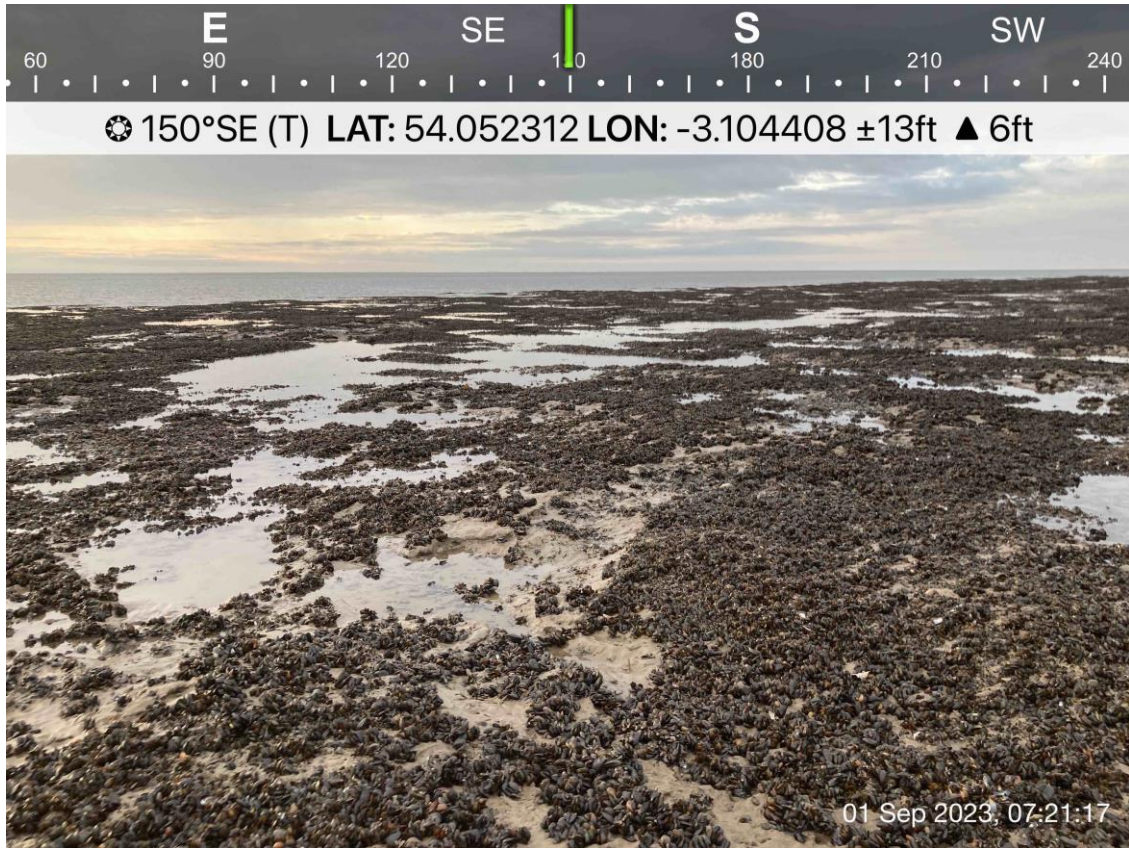 E SE S SW
60 90 120 150 180 210 240
150°SE (T) LAT: 54.052312 LON: -3.104408 ±13ft ▲ 6ft
01 Sep 2023, 07:21:17